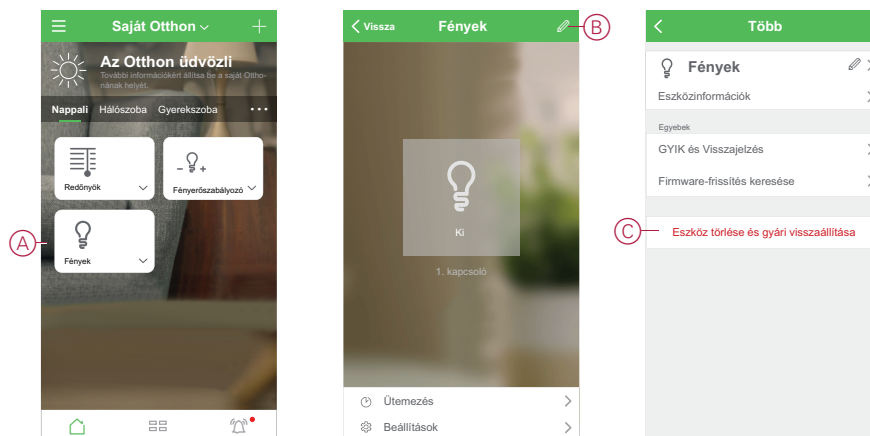 Saját Otthon
Az Otthon üdvözli
További információkért állítsa be a saját Ottho-
nának helyét.
Nappali Hálószoba Gyerekszoba
Redőnyök
Fényerőszabályozó
Fények
A
Vissza
Fények
B
Ki
1. kapcsoló
Ütemezés
Beállítások
Több
Fények
Eszközinformációk
Egyebek
GYIK és Visszajelzés
Firmware-frissítés keresése
C
Eszköz törlése és gyári visszaállítása